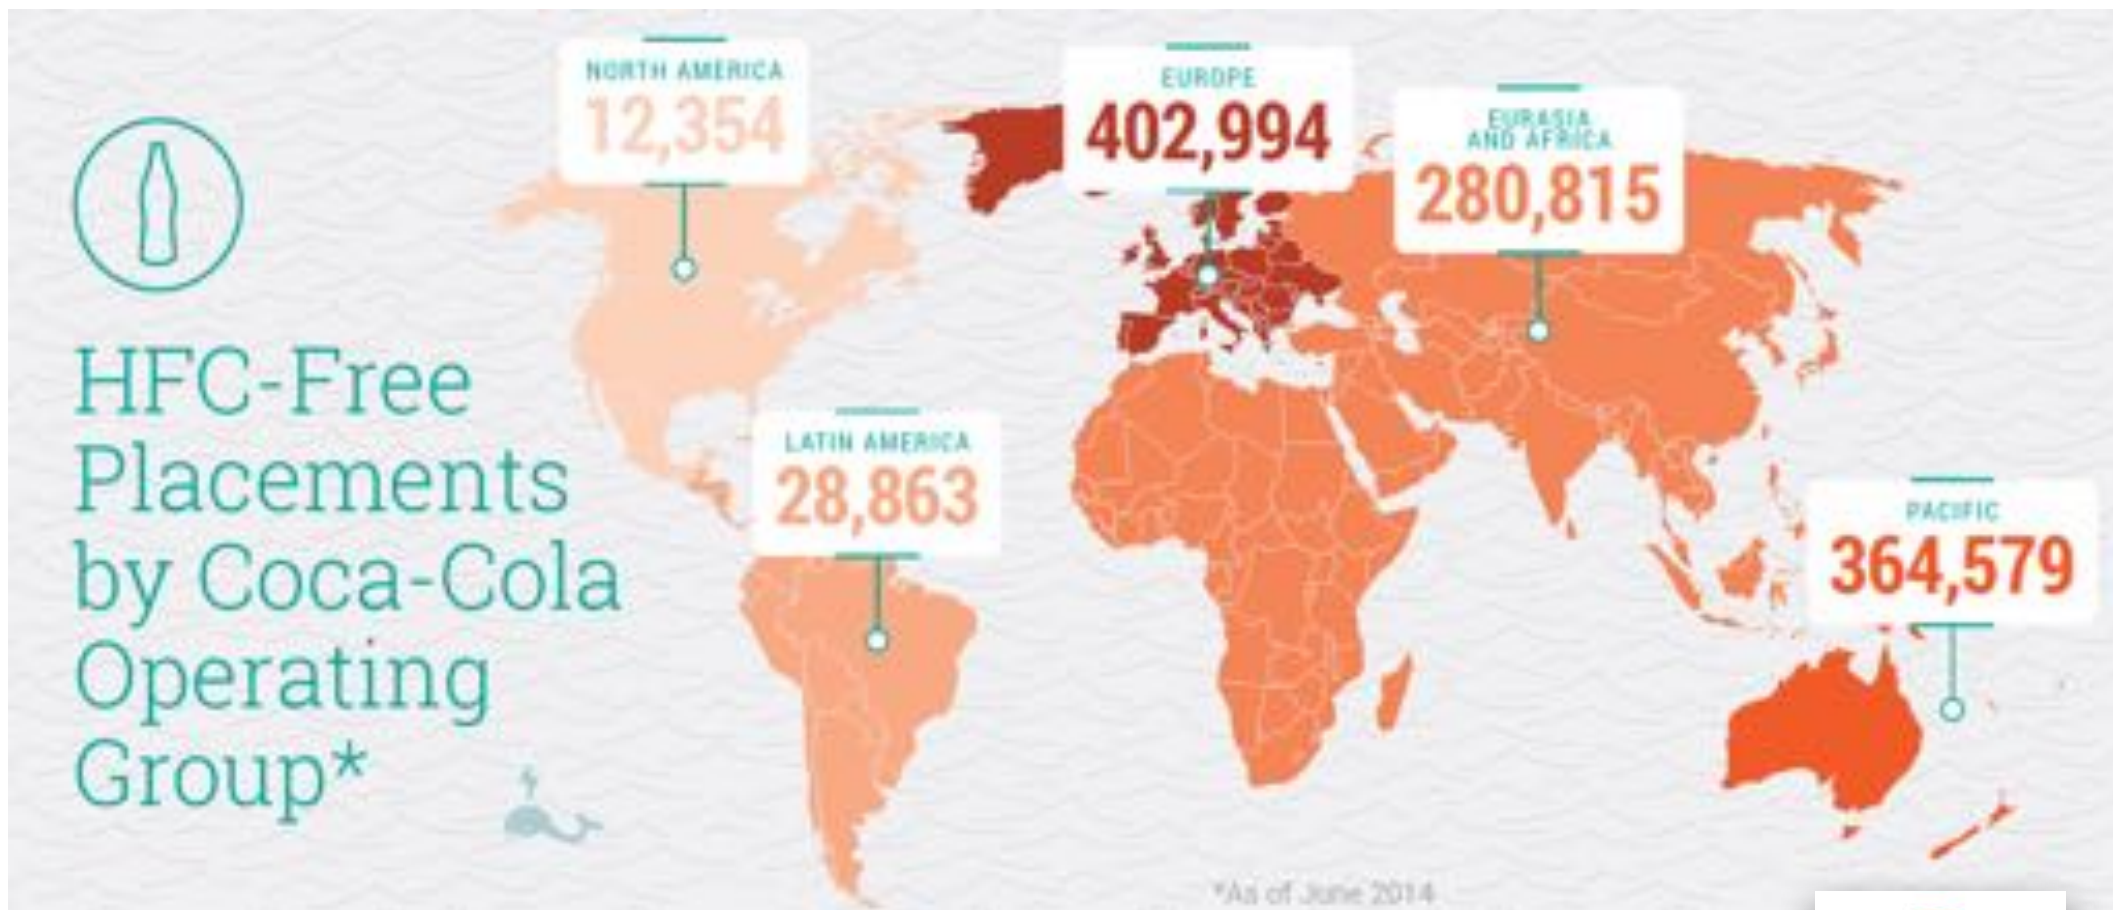 HFC-Free
Placements
by Coca-Cola
Operating
Group*
NORTH AMERICA
12,354
EUROPE
402,994
EURASIA
AND AFRICA
280,815
LATIN AMERICA
28,863
PACIFIC
364,579
*As of June 2014